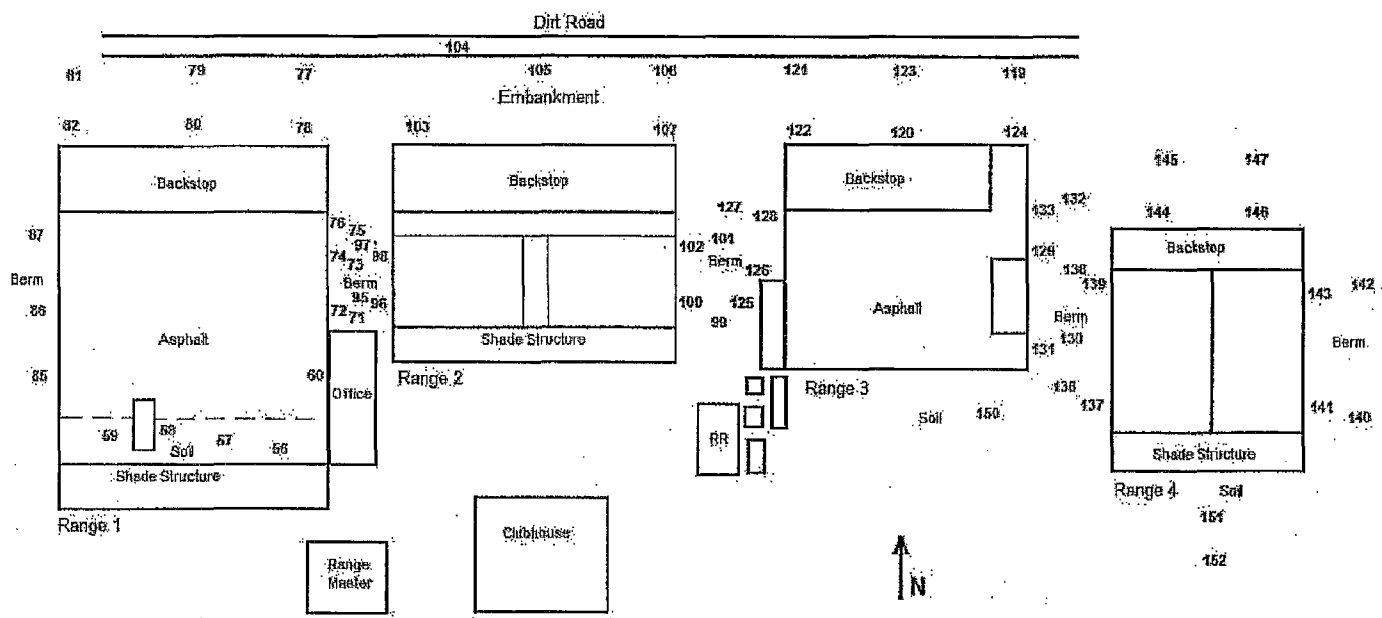 Dirt Road
104
81 79 77 105 106 121 123 119
Embankment
82 80 78 103 107 122 120 124
145 147
Backstop Backstop Backstop
127 128 133 132 144 146
87 76 75
97 98 102 101 129 Backstop
74 73
Berm Berm Berm 126 138
139 143 142
95 96 100 125
86 72 71 99 Asphalt Berm 130 Berm
Asphalt Shade Structure 131
85 60 Office Range 2 Range 3 136
137 141 140
59 58 57 56 RR Soil 150
Soil
Shade Structure Shade Structure
Range 1 Clubhouse Range 4 Soil
151
Range
Master
152
N